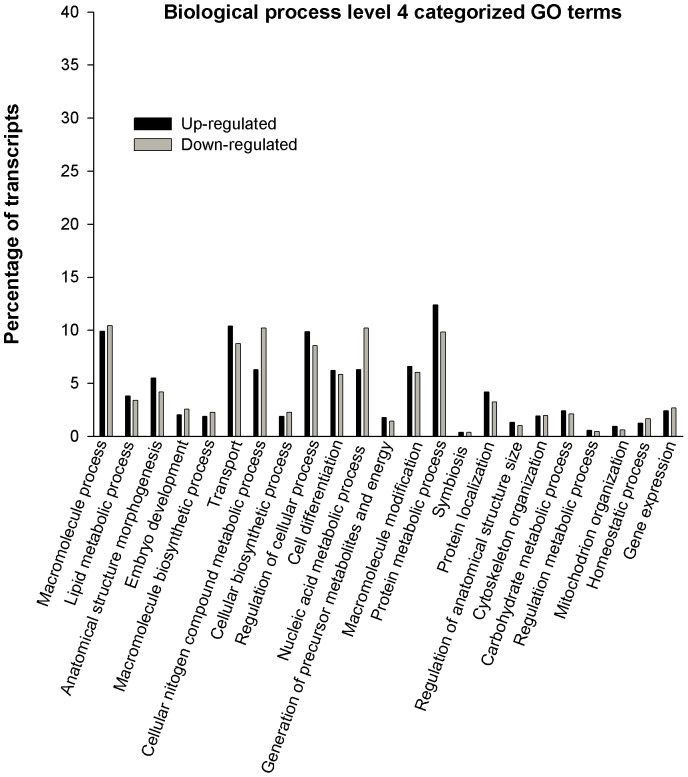 Biological process level 4 categorized GO terms
Percentage of transcripts
40
35
30
25
20
15
10
5
0
Up-regulated
Down-regulated
Macromolecule process
Lipid metabolic process
Anatomical structure morphogenesis
Embryo development
Macromolecule biosynthetic process
Transport
Cellular nitogen compound metabolic process
Cellular biosynthetic process
Regulation of cellular process
Cell differentiation
Nucleic acid metabolic process
Generation of precursor metabolites and energy
Macromolecule modification
Protein metabolic process
Symbiosis
Protein localization
Regulation of anatomical structure size
Cytoskeleton organization
Carbohydrate metabolic process
Regulation metabolic process
Mitochodrion organization
Homeostatic process
Gene expression